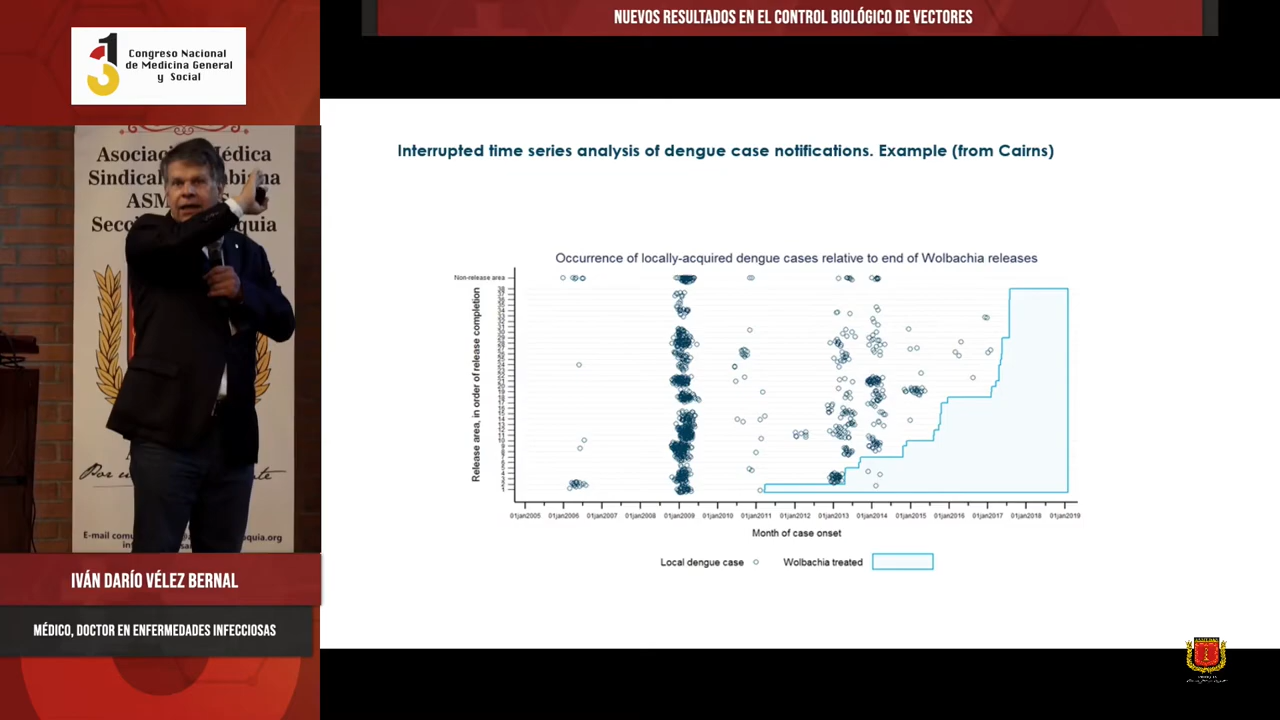 NUEVOS RESULTADOS EN EL CONTROL BIOLÓGICO DE VECTORES
Congreso Nacional
de Medicina General
y Social
Interrupted time series analysis of dengue case notifications. Example (from Cairns)
Occurrence of locally-acquired dengue cases relative to end of Wolbachia releases
Non-release area
Release area, in order of release completion
01jan2005 01jan2006 01jan2007 01jan2008 01jan2009 01jan2010 01jan2011 01jan2012 01jan2013 01jan2014 01jan2015 01jan2016 01jan2017 01jan2018 01jan2019
Month of case onset
Local dengue case
Wolbachia treated
Médica
Sindical
E-mail
IVÁN DARÍO VÉLEZ BERNAL
MÉDICO, DOCTOR EN ENFERMEDADES INFECCIOSAS